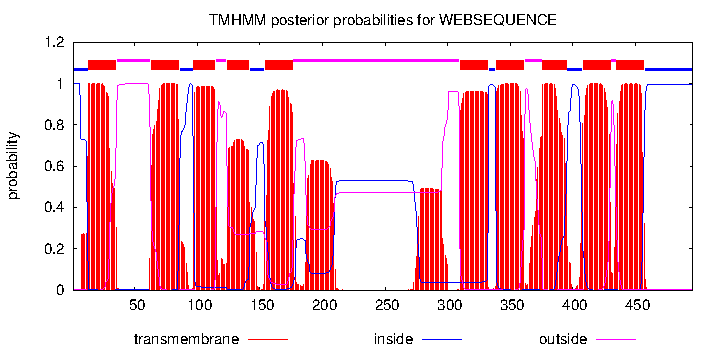 TMHMM posterior probabilities for WEBSEQUENCE
1.2
1
0.8
0.6
0.4
0.2
0
probability
50 100 150 200 250 300 350 400 450
transmembrane inside outside